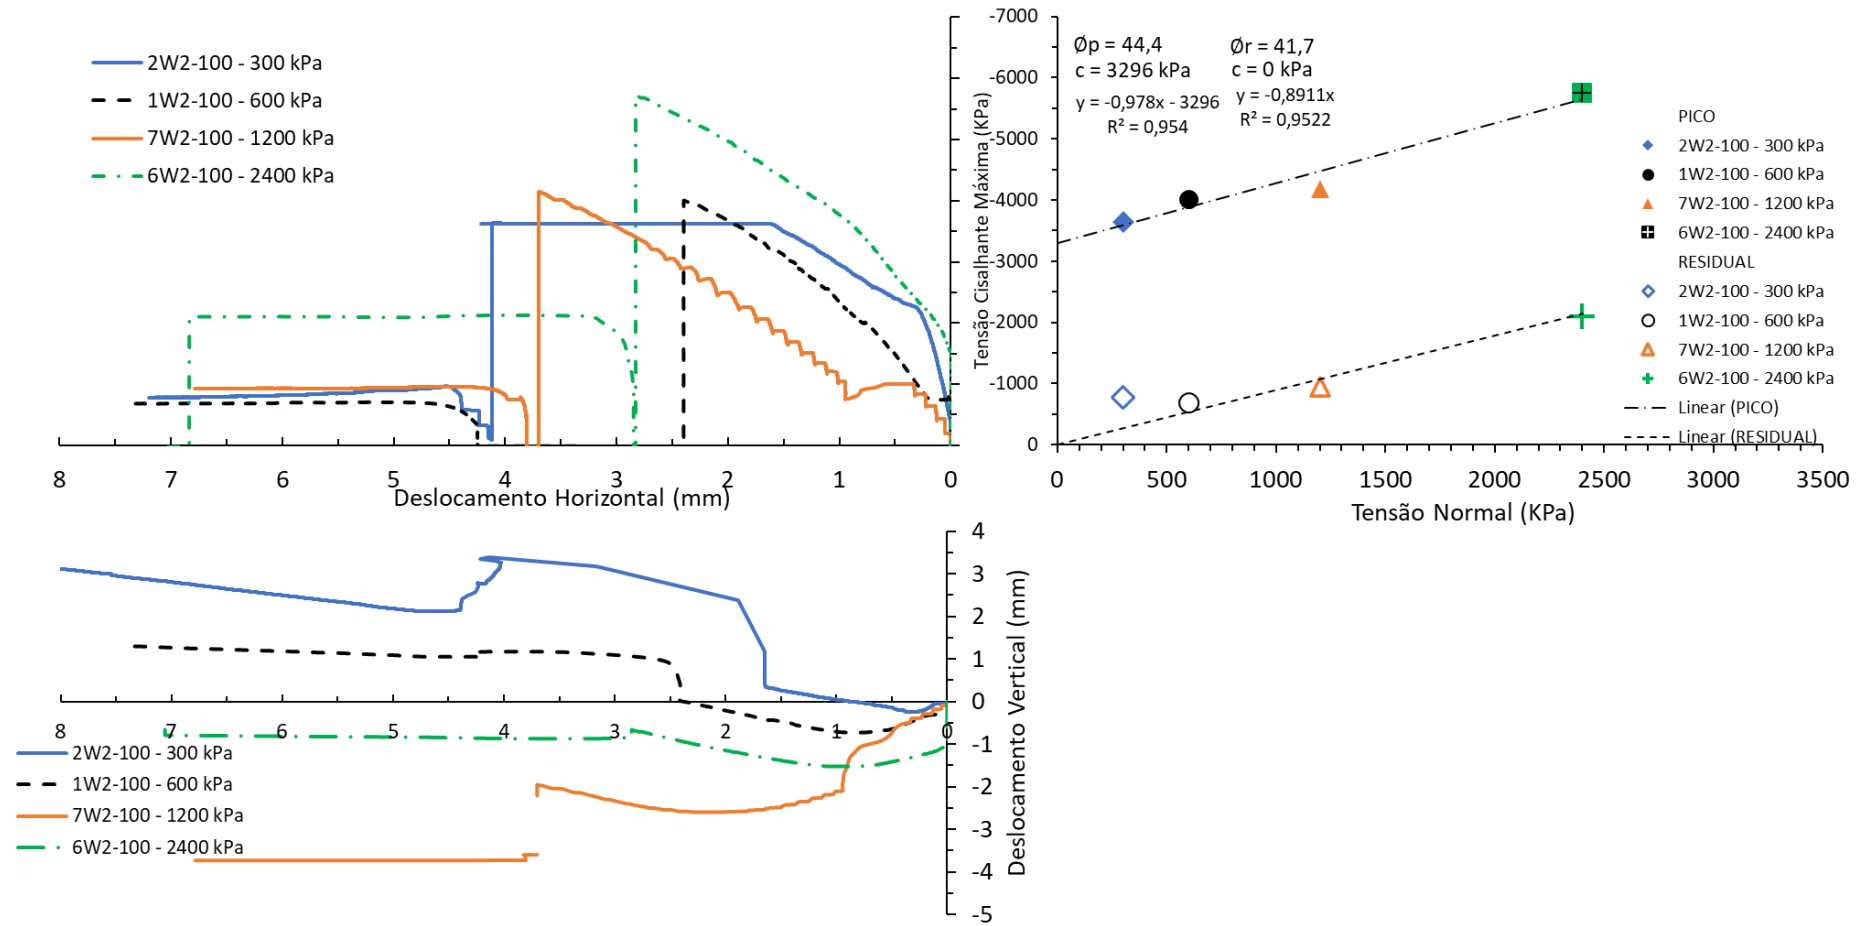 2W2-100 - 300 kPa
1W2-100 - 600 kPa
7W2-100 - 1200 kPa
6W2-100 - 2400 kPa
8 7 6 5 4 3 2 1 0
Deslocamento Horizontal (mm)
Tensão Cisalhante Máxima (KPa)
-7000
-6000
-5000
-4000
-3000
-2000
-1000
0
Øp = 44,4
c = 3296 kPa
y = -0,978x - 3296
R² = 0,954
Ør = 41,7
c = 0 kPa
y = -0,8911x
R² = 0,9522
PICO
2W2-100 - 300 kPa
1W2-100 - 600 kPa
7W2-100 - 1200 kPa
6W2-100 - 2400 kPa
RESIDUAL
2W2-100 - 300 kPa
1W2-100 - 600 kPa
7W2-100 - 1200 kPa
6W2-100 - 2400 kPa
Linear (PICO)
Linear (RESIDUAL)
0 500 1000 1500 2000 2500 3000 3500
Tensão Normal (KPa)
4
3
2
1
0
-1
-2
-3
-4
-5
Deslocamento Vertical (mm)
8 7 6 5 4 3 2 1 0
2W2-100 - 300 kPa
1W2-100 - 600 kPa
7W2-100 - 1200 kPa
6W2-100 - 2400 kPa